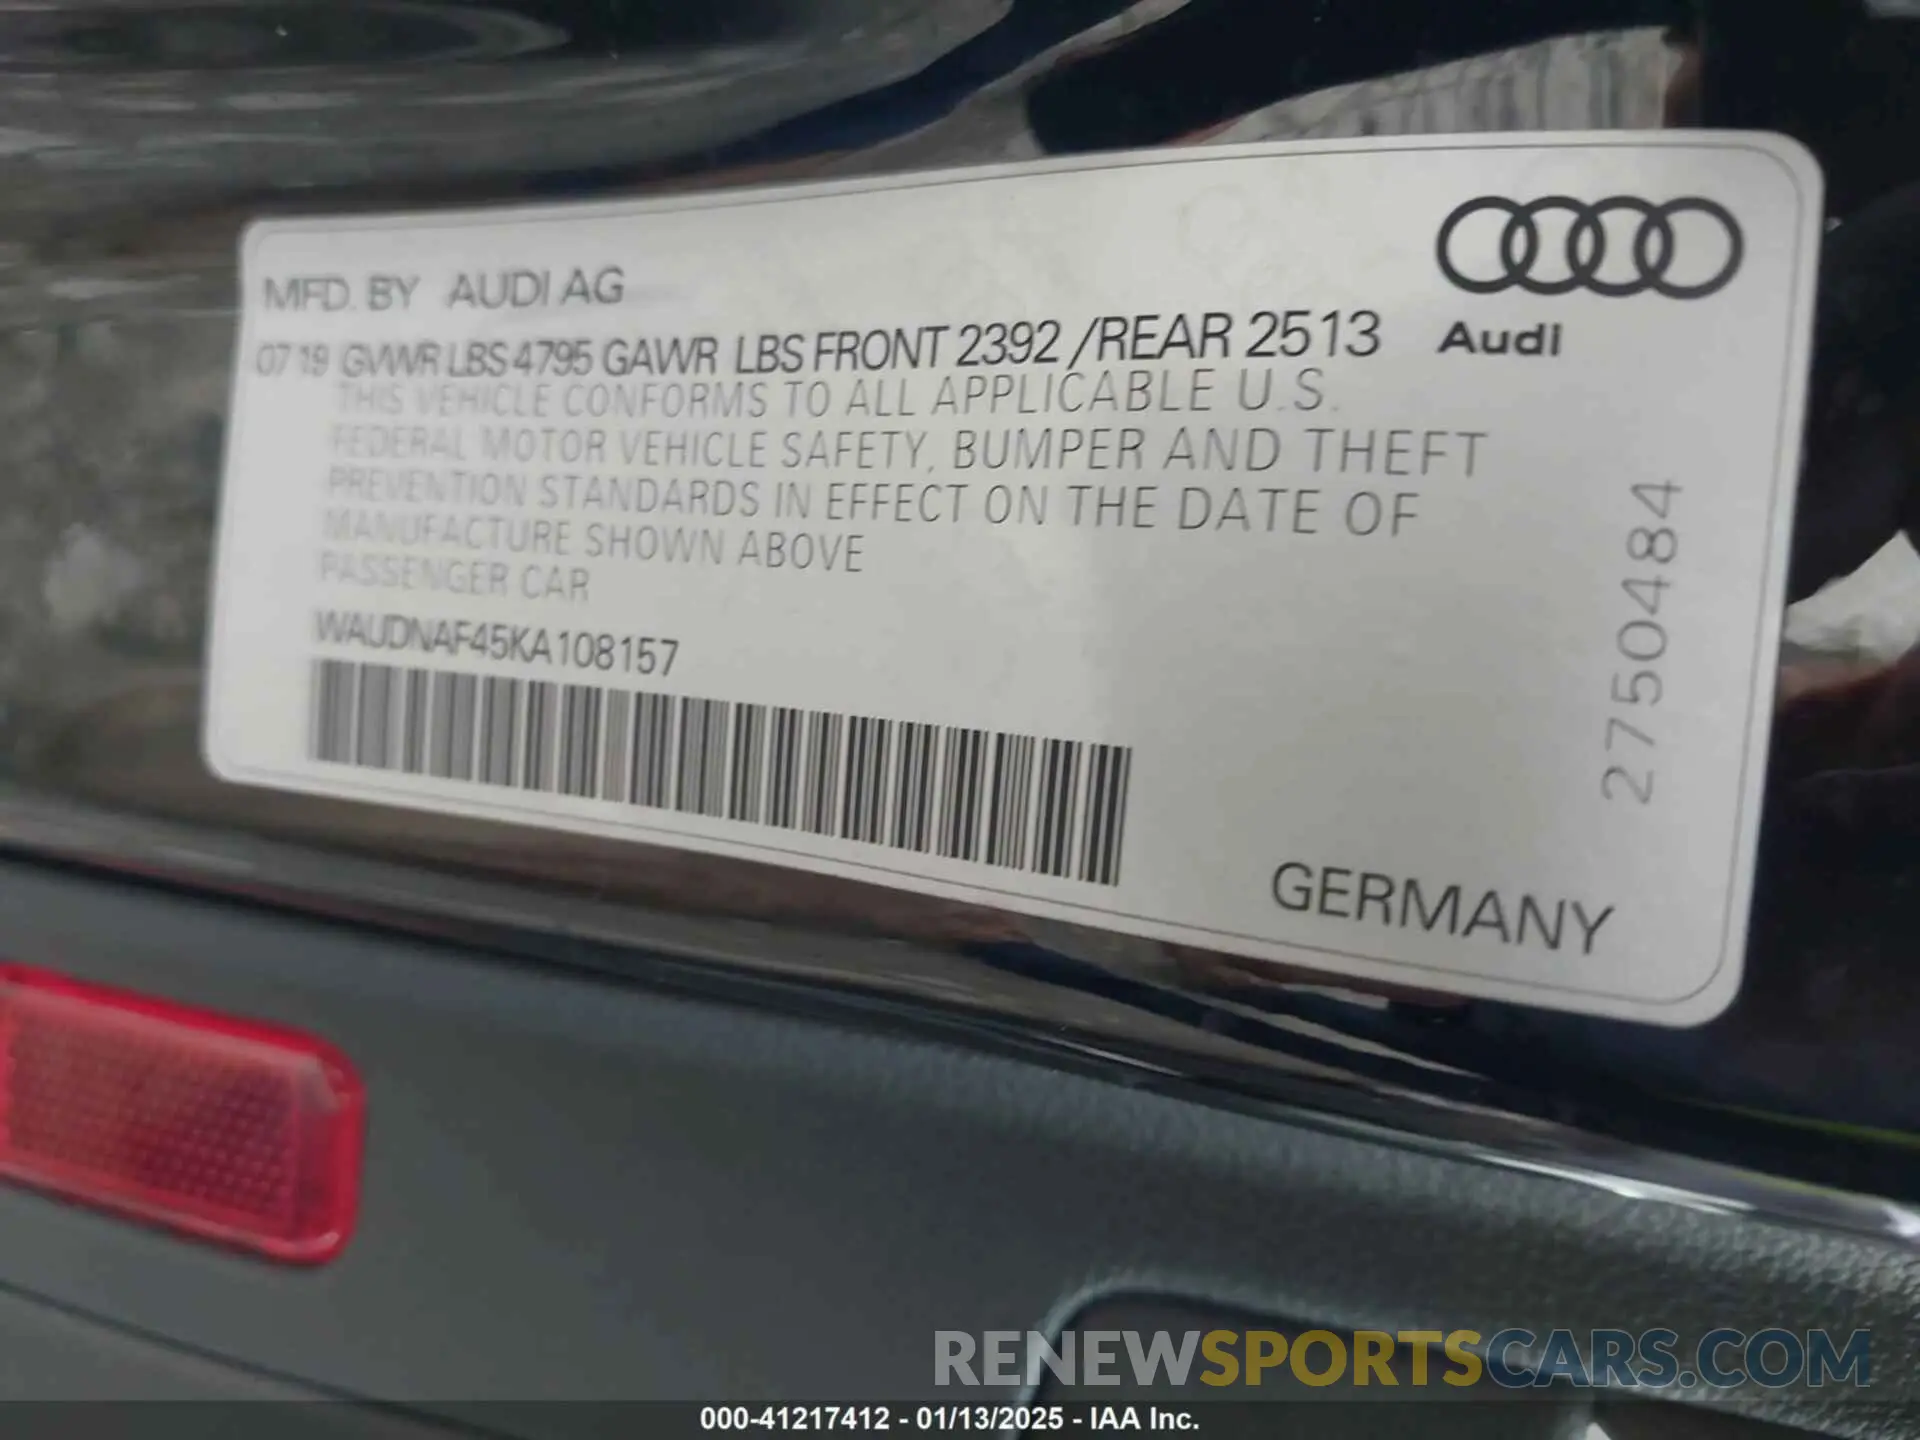 MFD. BY AUDI AG
07 19 GVWR LBS 4795 GAWR LBS FRONT 2392 /REAR 2513
Audi
THIS VEHICLE CONFORMS TO ALL APPLICABLE U.S.
FEDERAL MOTOR VEHICLE SAFETY, BUMPER AND THEFT
PREVENTION STANDARDS IN EFFECT ON THE DATE OF
MANUFACTURE SHOWN ABOVE
PASSENGER CAR
WAUDNAF45KA108157
2750484
GERMANY
RENEWSPORTSCARS.COM
000-41217412 - 01/13/2025 - IAA Inc.